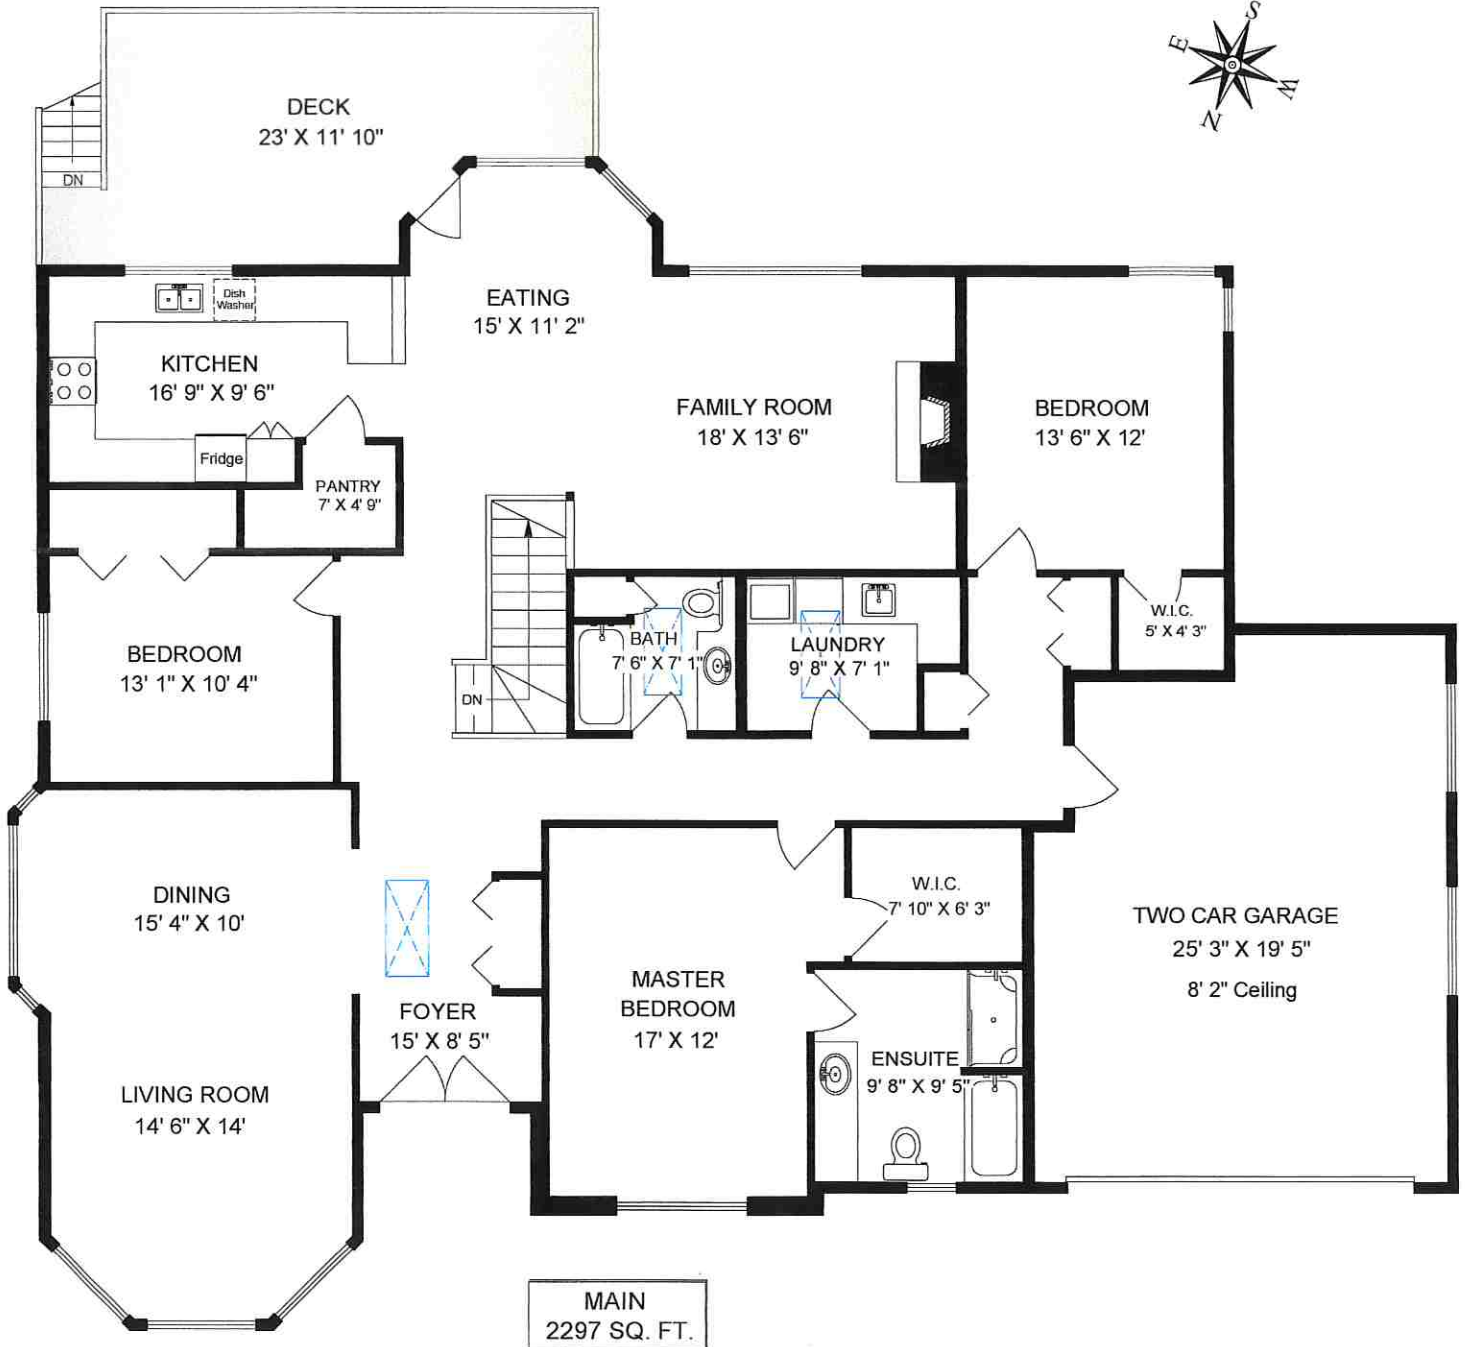 S
E
W
N
DECK
23' X 11' 10"
DN
EATING
15' X 11' 2"
Dish
Washer
KITCHEN
16' 9" X 9' 6"
Fridge
PANTRY
7' X 4' 9"
FAMILY ROOM
18' X 13' 6"
BEDROOM
13' 6" X 12'
W.I.C.
5' X 4' 3"
BEDROOM
13' 1" X 10' 4"
DN
BATH
7' 6" X 7' 1"
LAUNDRY
9' 8" X 7' 1"
DINING
15' 4" X 10'
W.I.C.
7' 10" X 6' 3"
TWO CAR GARAGE
25' 3" X 19' 5"
8' 2" Ceiling
FOYER
15' X 8' 5"
MASTER
BEDROOM
17' X 12'
ENSUITE
9' 8" X 9' 5"
LIVING ROOM
14' 6" X 14'
MAIN
2297 SQ. FT.